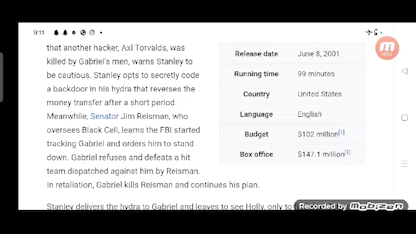 9:11
that another hacker, Axl Torvalds, was
killed by Gabriel's men, warns Stanley to
be cautious. Stanley opts to secretly code
a backdoor in his hydra that reverses the
money transfer after a short period.
Meanwhile, Senator Jim Reisman, who
oversees Black Cell, learns the FBI started
tracking Gabriel and orders him to stand
down. Gabriel refuses and defeats a hit
team dispatched against him by Reisman.
In retaliation, Gabriel kills Reisman and continues his plan.
Stanley delivers the hydra to Gabriel and leaves to see Holly, only to
Release date June 8, 2001
Running time 99 minutes
Country United States
Language English
Budget $102 million[1]
Box office $147.1 million[1]
Recorded by Mobizen